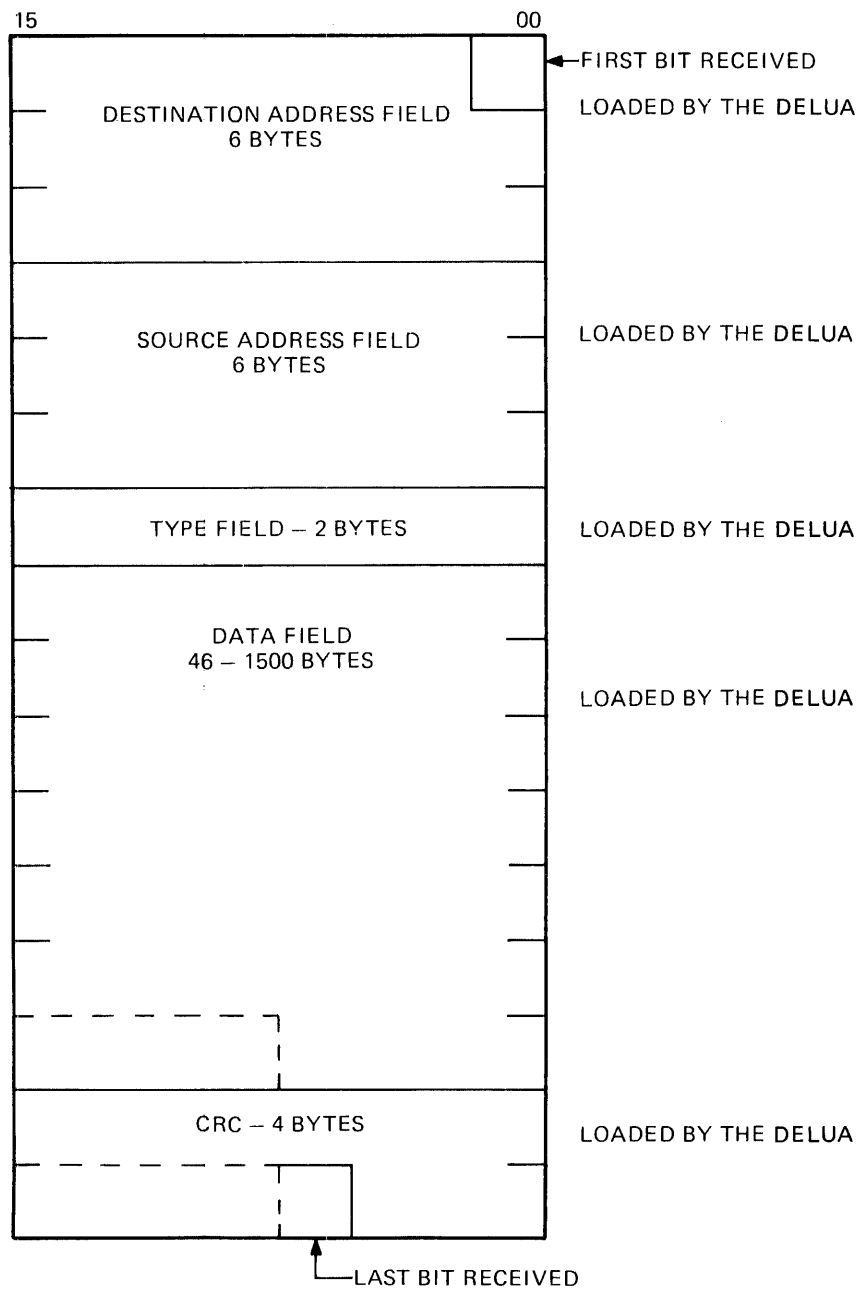 15 00
FIRST BIT RECEIVED
DESTINATION ADDRESS FIELD
6 BYTES
LOADED BY THE DELUA
SOURCE ADDRESS FIELD
6 BYTES
LOADED BY THE DELUA
TYPE FIELD – 2 BYTES
LOADED BY THE DELUA
DATA FIELD
46 – 1500 BYTES
LOADED BY THE DELUA
CRC – 4 BYTES
LOADED BY THE DELUA
LAST BIT RECEIVED